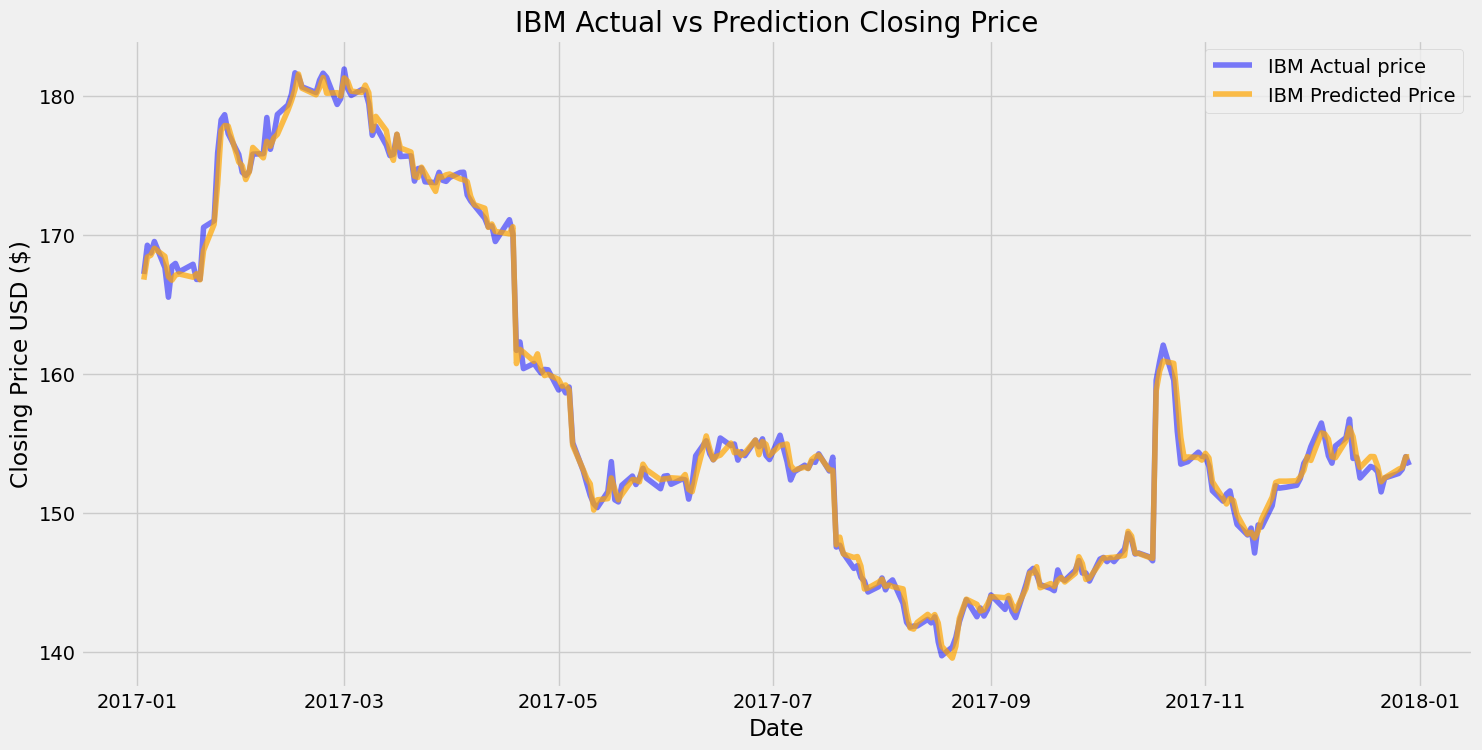 IBM Actual vs Prediction Closing Price
IBM Actual price
IBM Predicted Price
Closing Price USD ($)
180
170
160
150
140
2017-01 2017-03 2017-05 2017-07 2017-09 2017-11 2018-01
Date